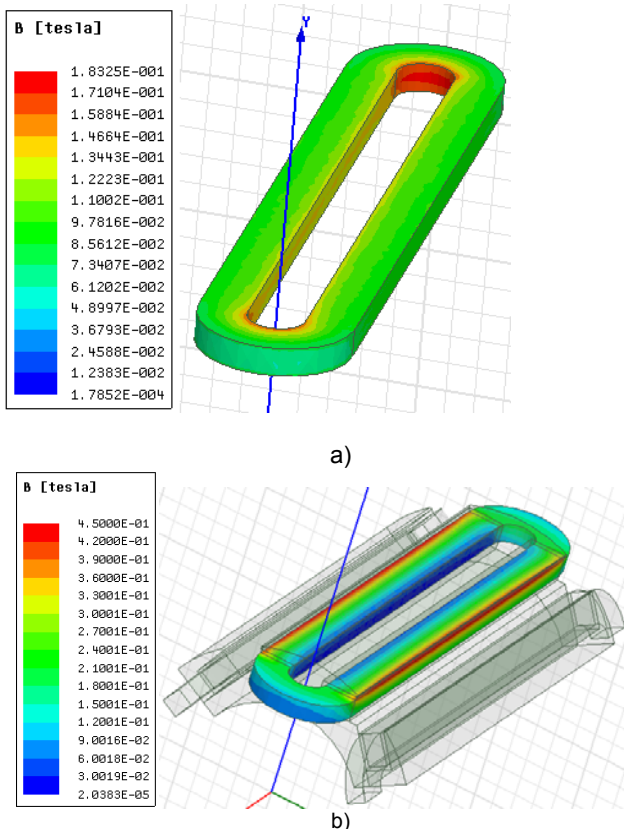 B [tesla]
1.8325E-001
1.7104E-001
1.5884E-001
1.4664E-001
1.3443E-001
1.2223E-001
1.1002E-001
9.7816E-002
8.5612E-002
7.3407E-002
6.1202E-002
4.8997E-002
3.6793E-002
2.4588E-002
1.2383E-002
1.7852E-004
Y
a)
B [tesla]
4.5000E-01
4.2000E-01
3.9000E-01
3.6000E-01
3.3001E-01
3.0001E-01
2.7001E-01
2.4001E-01
2.1001E-01
1.8001E-01
1.5001E-01
1.2001E-01
9.0016E-02
6.0018E-02
3.0019E-02
2.0383E-05
b)